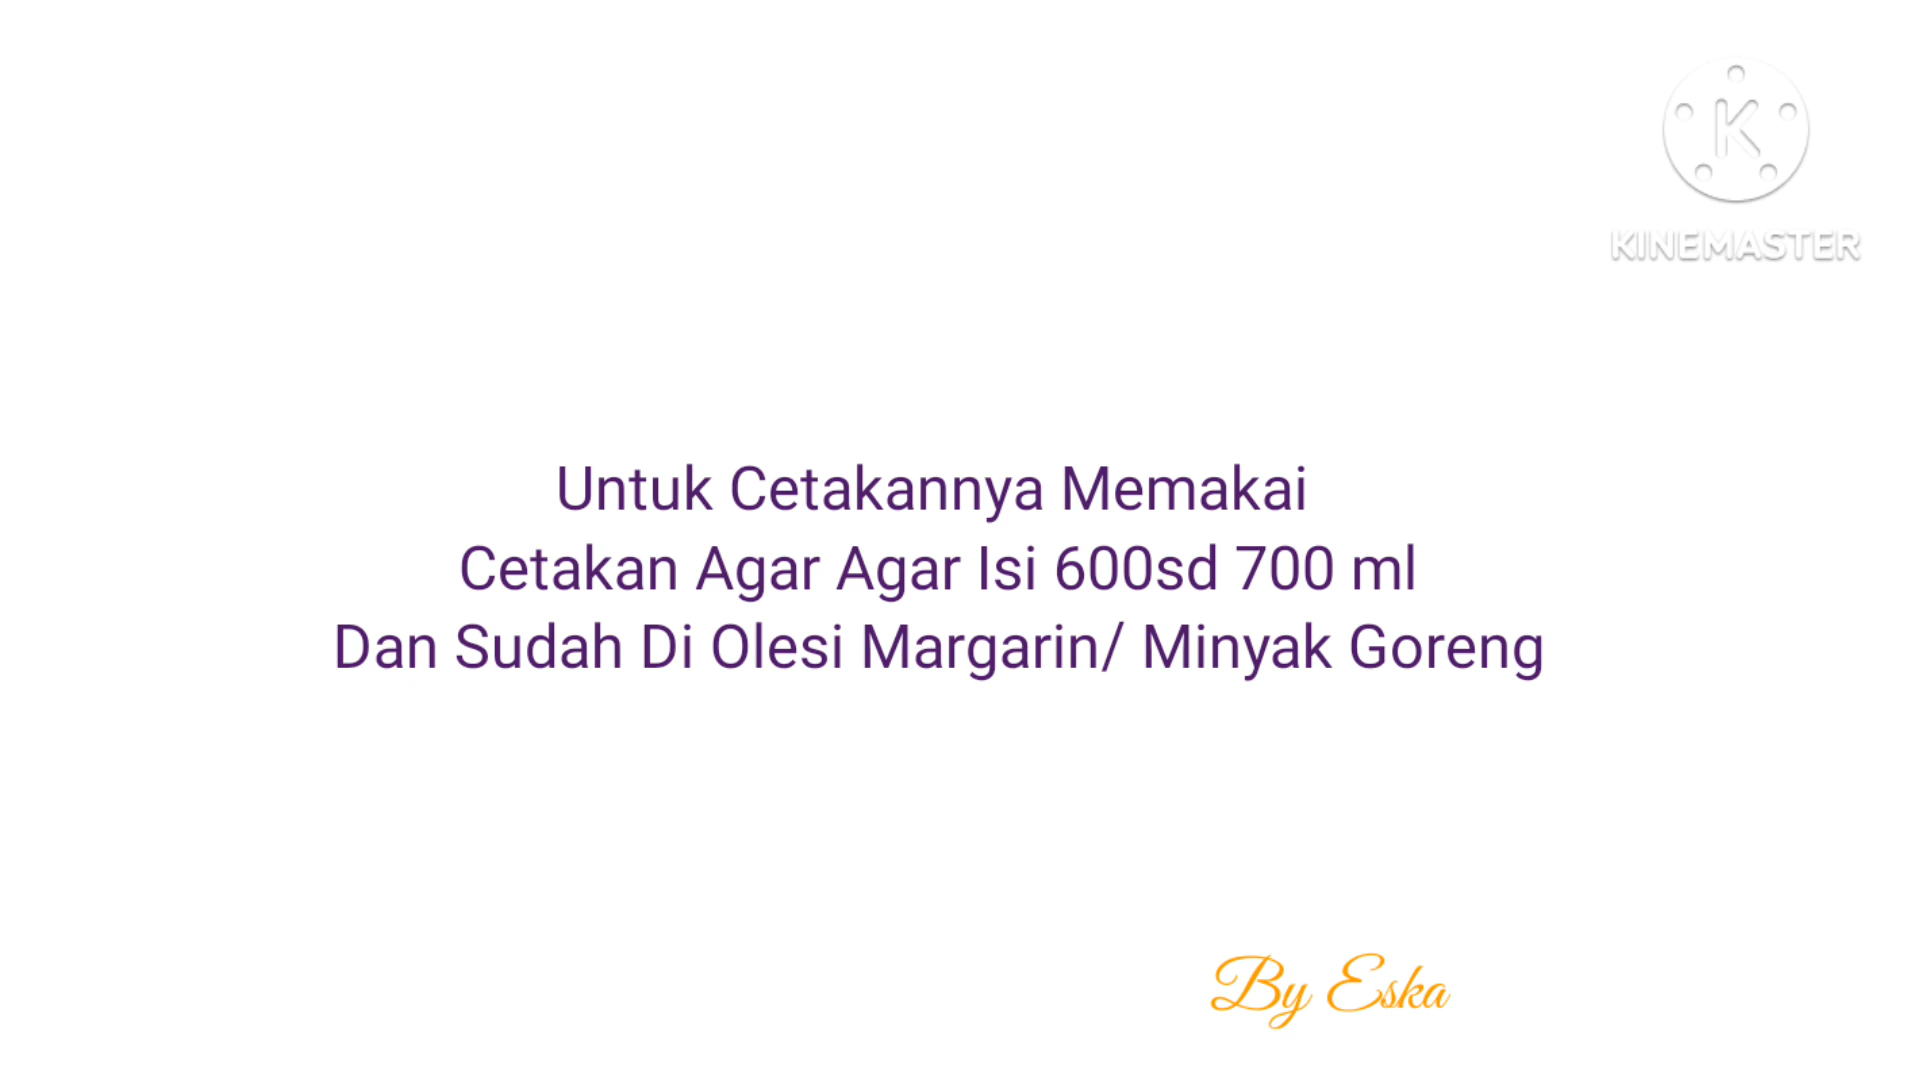 K
KINEMASTER
Untuk Cetakannya Memakai
Cetakan Agar Agar Isi 600sd 700 ml
Dan Sudah Di Olesi Margarin/ Minyak Goreng
By Eska